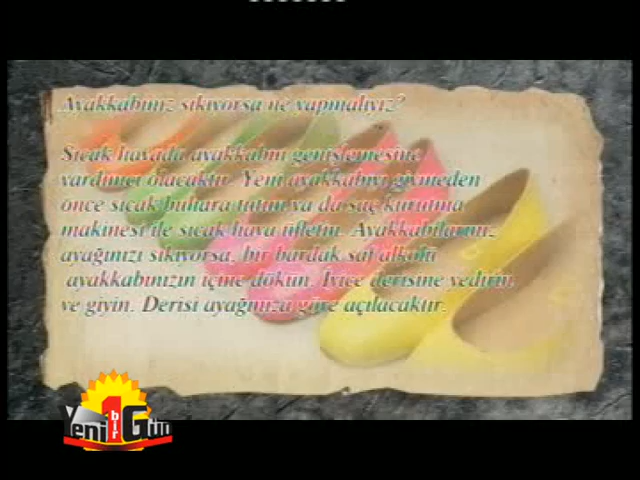 Ayakkabınız sıkıyorsa ne yapmalıyız?
Sıcak havada ayakkabını genişlemesine
yardımcı olacaktır. Yeni ayakkabıyı giymeden
önce sıcak buhara tutun ya da saç kurutma
makinesi ile sıcak hava üfletin. Ayakkabılarınız
ayağınızı sıkıyorsa, bir bardak saf alkolü
ayakkabınızın içine dökün. İyice derisine yedirin
ve giyin. Derisi ayağınıza göre açılacaktır.
Yeni bir Gün